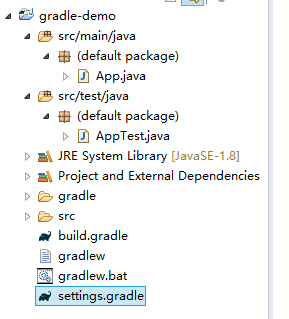 gradle-demo
src/main/java
(default package)
App.java
src/test/java
(default package)
AppTest.java
JRE System Library [JavaSE-1.8]
Project and External Dependencies
gradle
src
build.gradle
gradlew
gradlew.bat
settings.gradle